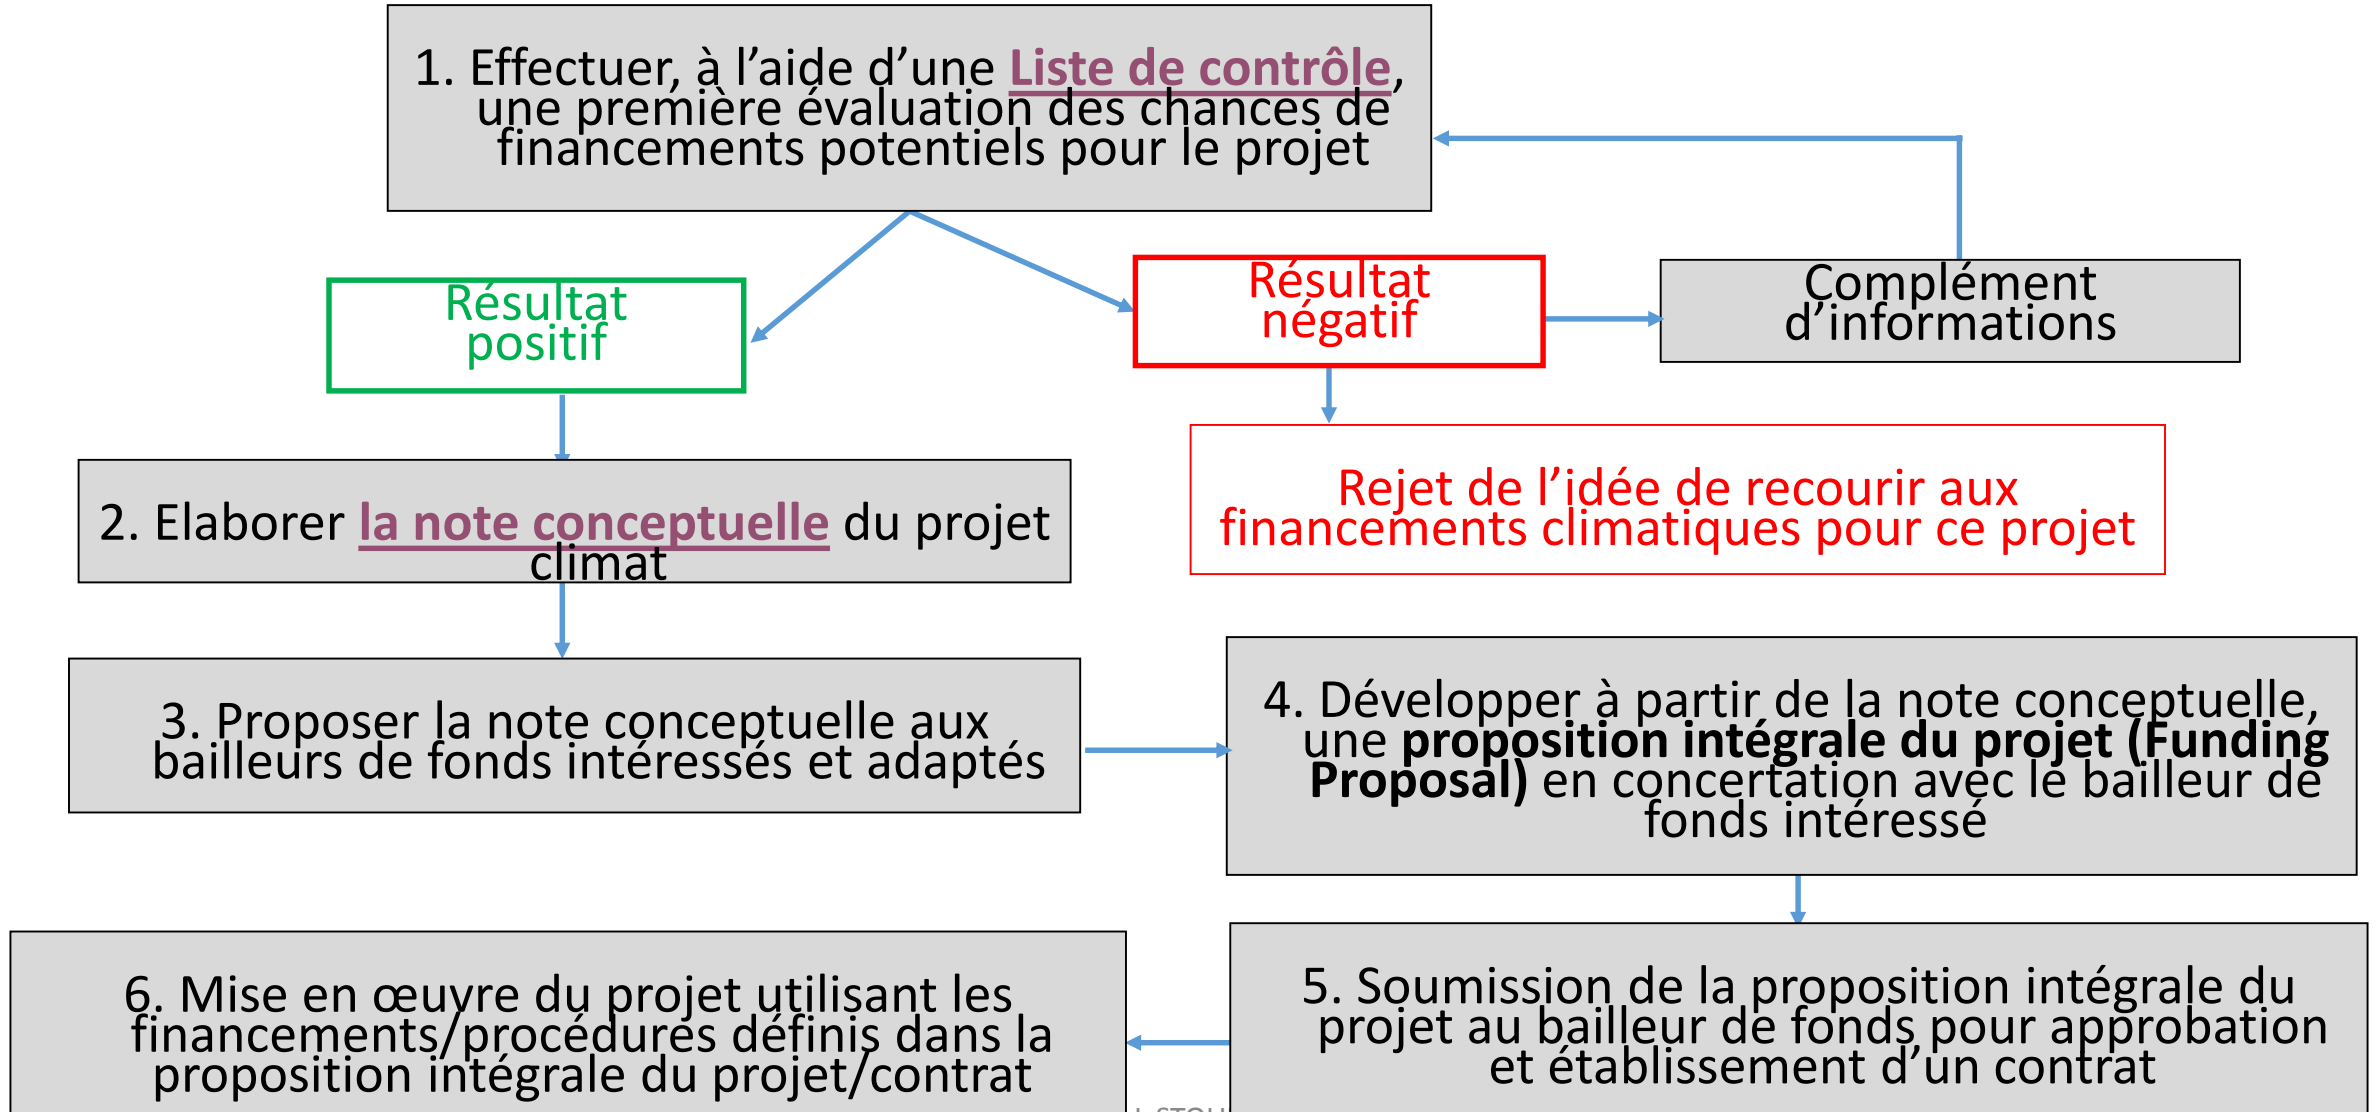 1. Effectuer, à l’aide d’une Liste de contrôle,
une première évaluation des chances de
financements potentiels pour le projet
Résultat
positif
Résultat
négatif
Complément
d’informations
Rejet de l’idée de recourir aux
financements climatiques pour ce projet
2. Elaborer la note conceptuelle du projet
climat
3. Proposer la note conceptuelle aux
bailleurs de fonds intéressés et adaptés
4. Développer à partir de la note conceptuelle,
une proposition intégrale du projet (Funding
Proposal) en concertation avec le bailleur de
fonds intéressé
6. Mise en œuvre du projet utilisant les
financements/procédures définis dans la
proposition intégrale du projet/contrat
5. Soumission de la proposition intégrale du
projet au bailleur de fonds pour approbation
et établissement d’un contrat